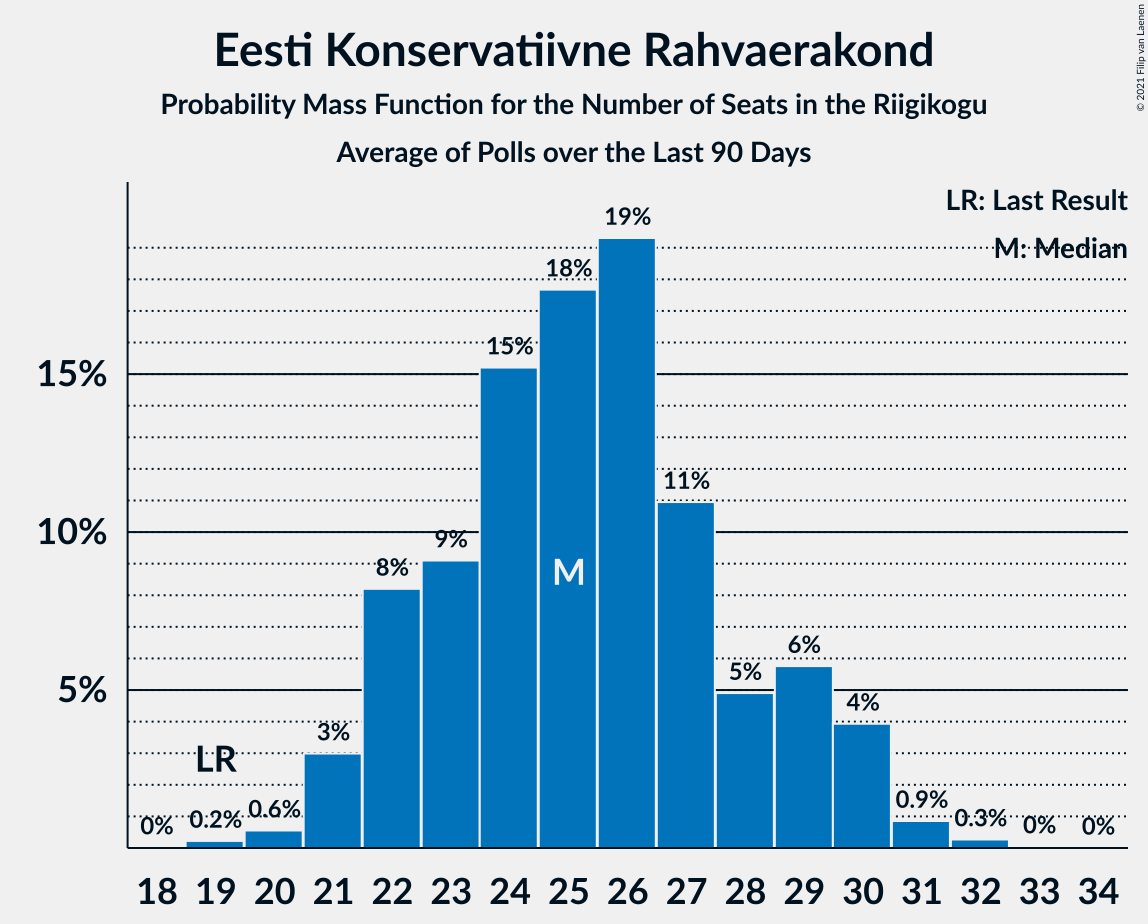 Eesti Konservatiivne Rahvaerakond
Probability Mass Function for the Number of Seats in the Riigikogu
Average of Polls over the Last 90 Days
© 2021 Filip van Laenen
LR: Last Result
M: Median
19%
18%
15%
15%
11%
10%
9%
8%
M
6%
5%
5%
4%
3%
LR
0.9%
0.6%
0% 0.2% 0.3% 0% 0%
18 19 20 21 22 23 24 25 26 27 28 29 30 31 32 33 34